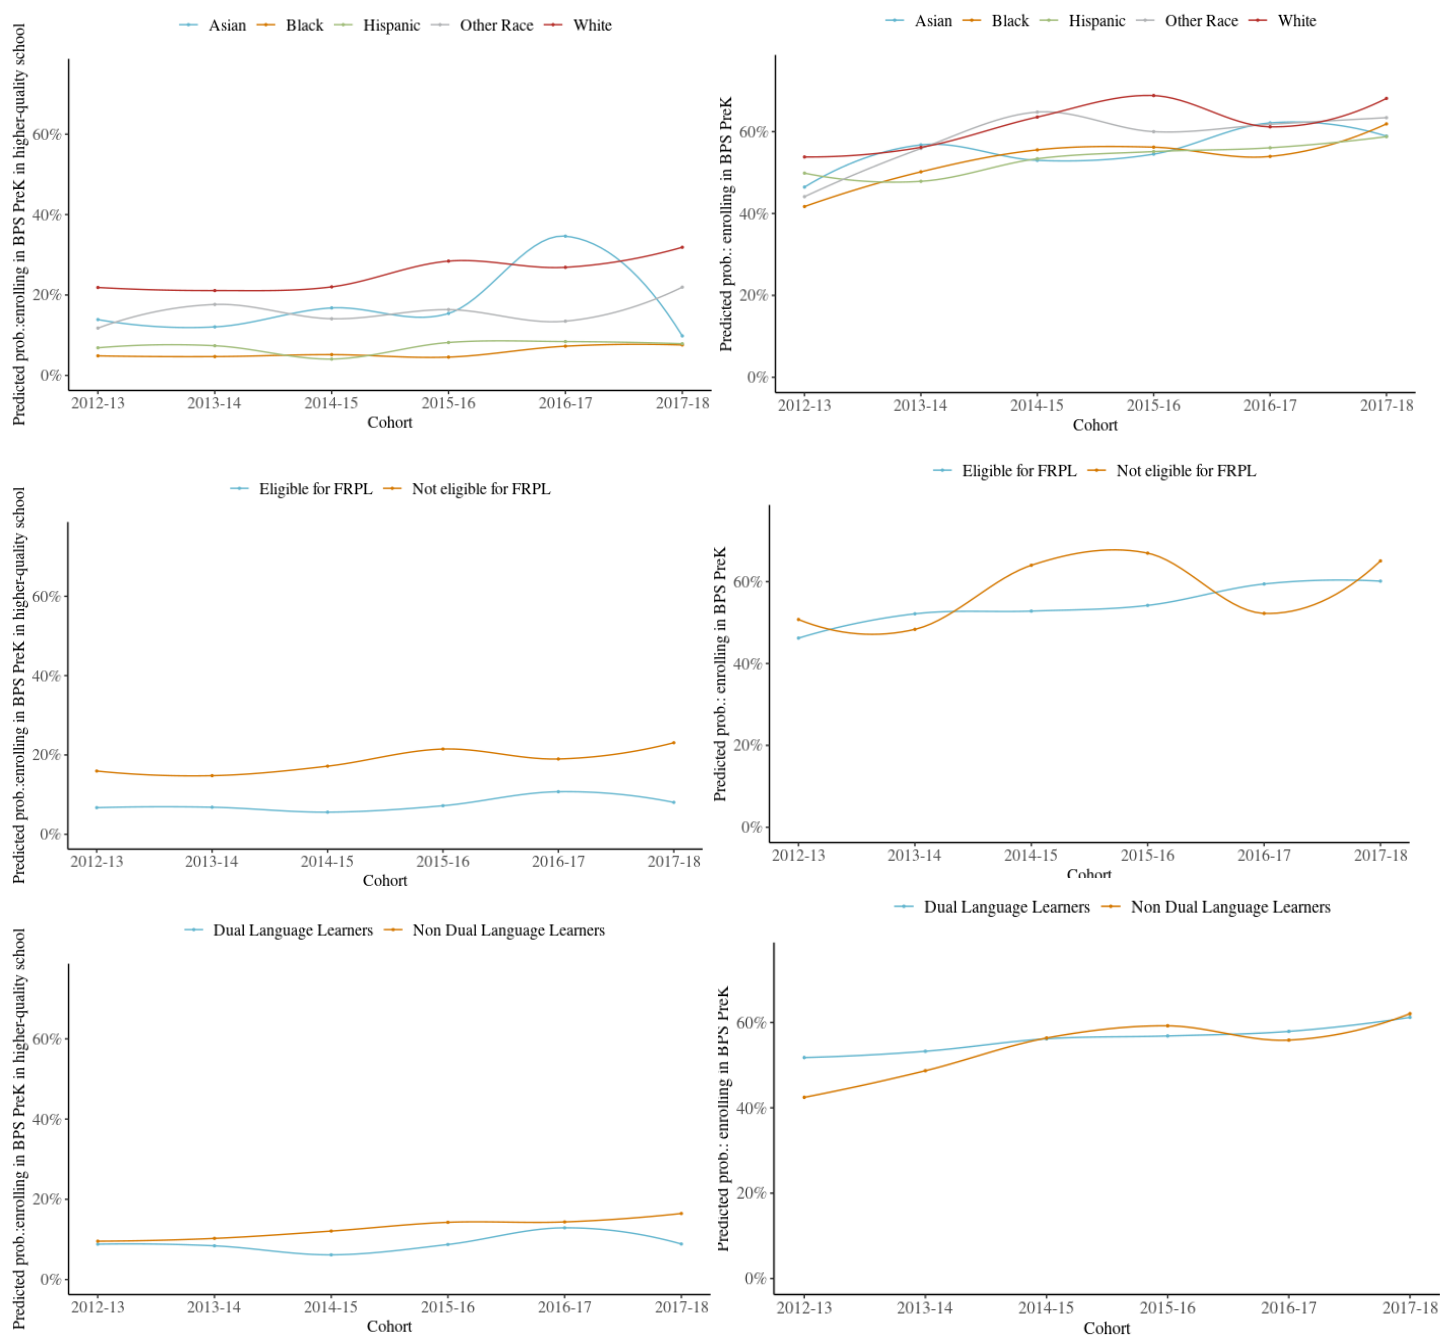 Asian Black Hispanic Other Race White
Predicted prob.:enrolling in BPS PreK in higher-quality school
60%
40%
20%
0%
2012-13 2013-14 2014-15 2015-16 2016-17 2017-18
Cohort
Asian Black Hispanic Other Race White
Predicted prob.: enrolling in BPS PreK
60%
40%
20%
0%
2012-13 2013-14 2014-15 2015-16 2016-17 2017-18
Cohort
Eligible for FRPL Not eligible for FRPL
Predicted prob.:enrolling in BPS PreK in higher-quality school
60%
40%
20%
0%
2012-13 2013-14 2014-15 2015-16 2016-17 2017-18
Cohort
Eligible for FRPL Not eligible for FRPL
Predicted prob.: enrolling in BPS PreK
60%
40%
20%
0%
2012-13 2013-14 2014-15 2015-16 2016-17 2017-18
Cohort
Dual Language Learners Non Dual Language Learners
Predicted prob.:enrolling in BPS PreK in higher-quality school
60%
40%
20%
0%
2012-13 2013-14 2014-15 2015-16 2016-17 2017-18
Cohort
Dual Language Learners Non Dual Language Learners
Predicted prob.: enrolling in BPS PreK
60%
40%
20%
0%
2012-13 2013-14 2014-15 2015-16 2016-17 2017-18
Cohort